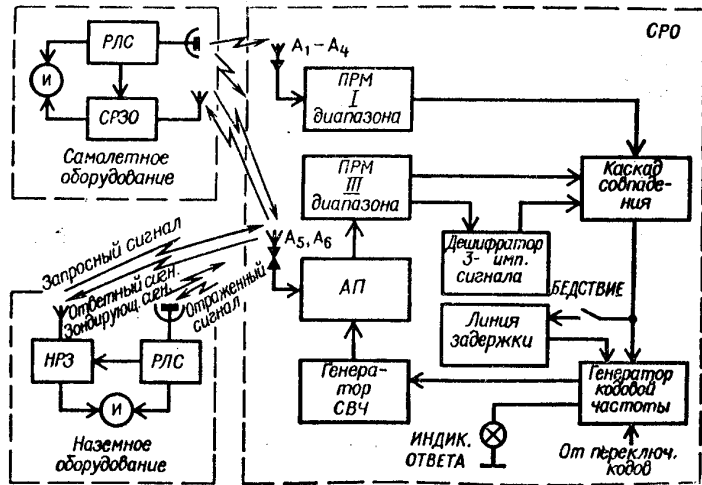 РЛС
И
СРЗО
Самолетное
оборудование
СРО
А₁ – А₄
ПРМ
I
диапазона
ПРМ
III
диапазона
Каскад
совпаде-
ния
Дешифратор
3- имп.
сигнала
А₅, А₆
АП
БЕДСТВИЕ
Линия
задержки
Генера-
тор
СВЧ
Генератор
кодовой
частоты
ИНДИК.
ОТВЕТА
От переключ.
кодов
Запросный сигнал
Ответный сигн.
Зондирующ. сигн.
Отраженный
сигнал
НРЗ
РЛС
И
Наземное
оборудование